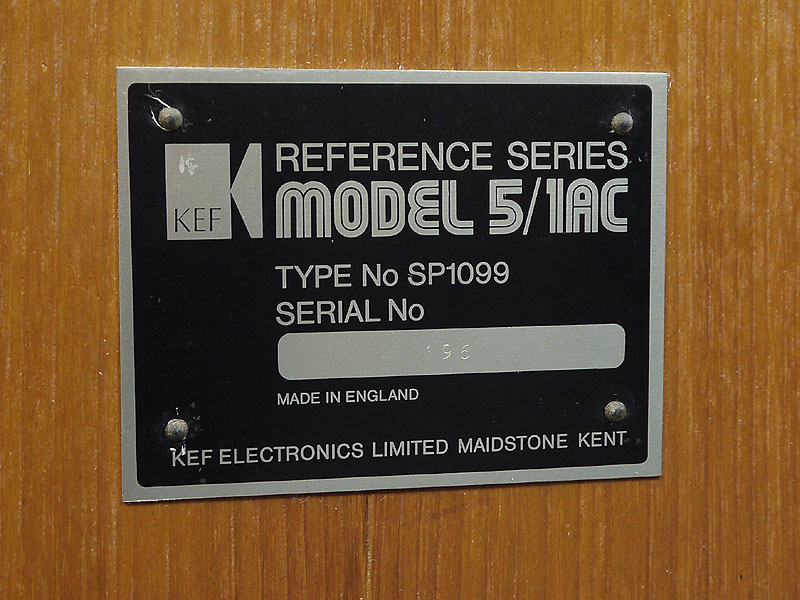 KEF
REFERENCE SERIES
MODEL 5/1AC
TYPE No SP1099
SERIAL No
196
MADE IN ENGLAND
KEF ELECTRONICS LIMITED MAIDSTONE KENT